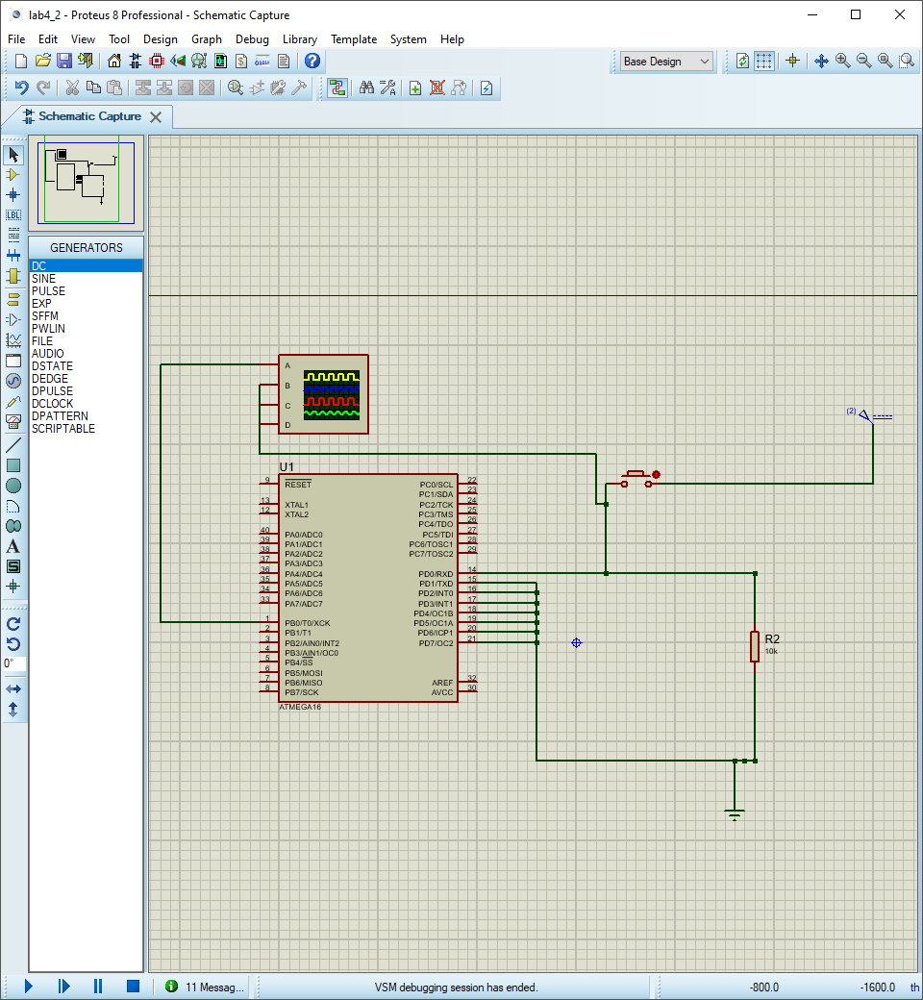 lab4_2 - Proteus 8 Professional - Schematic Capture
File Edit View Tool Design Graph Debug Library Template System Help
Base Design
Schematic Capture
GENERATORS
DC
SINE
PULSE
EXP
SFFM
PWLIN
FILE
AUDIO
DSTATE
DEDGE
DPULSE
DCLOCK
DPATTERN
SCRIPTABLE
LBL
A
S
0°
A
B
C
D
(2)
U1
9 RESET
13 XTAL1
12 XTAL2
40 PA0/ADC0
39 PA1/ADC1
38 PA2/ADC2
37 PA3/ADC3
36 PA4/ADC4
35 PA5/ADC5
34 PA6/ADC6
33 PA7/ADC7
1 PB0/T0/XCK
2 PB1/T1
3 PB2/AIN0/INT2
4 PB3/AIN1/OC0
5 PB4/SS
6 PB5/MOSI
7 PB6/MISO
8 PB7/SCK
PC0/SCL 22
PC1/SDA 23
PC2/TCK 24
PC3/TMS 25
PC4/TDO 26
PC5/TDI 27
PC6/TOSC1 28
PC7/TOSC2 29
PD0/RXD 14
PD1/TXD 15
PD2/INT0 16
PD3/INT1 17
PD4/OC1B 18
PD5/OC1A 19
PD6/ICP1 20
PD7/OC2 21
AREF 32
AVCC 30
ATMEGA16
R2
10k
11 Messag...
VSM debugging session has ended.
-800.0
-1600.0
th